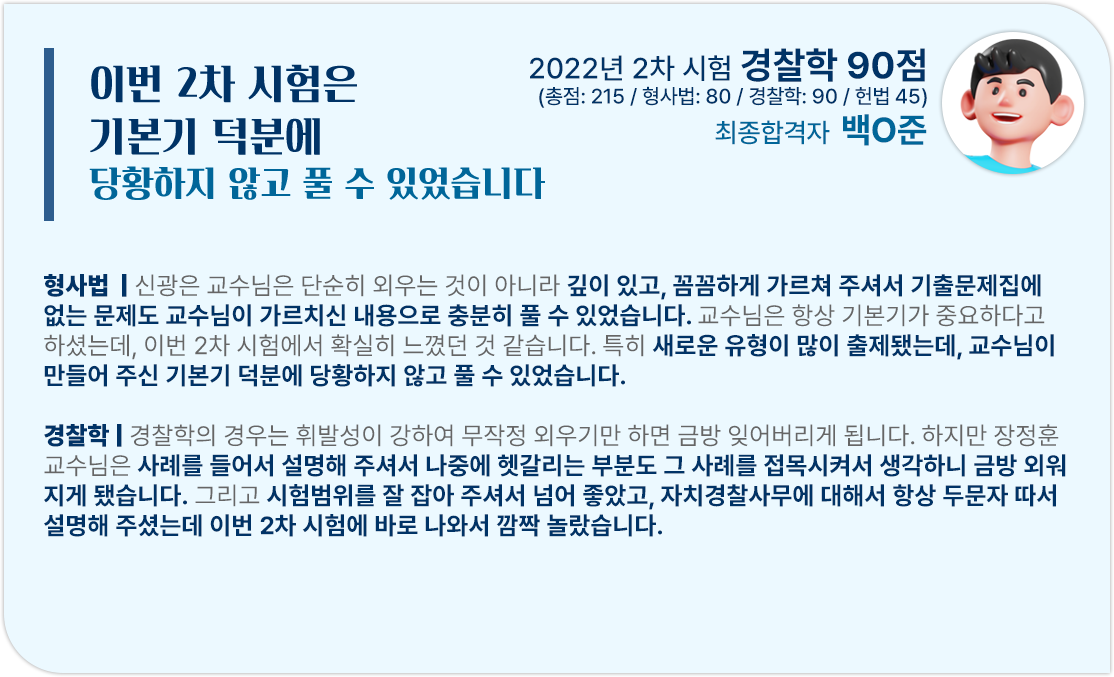 이번 2차 시험은
기본기 덕분에
당황하지 않고 풀 수 있었습니다
2022년 2차 시험 경찰학 90점
(총점: 215 / 형사법: 80 / 경찰학: 90 / 헌법 45)
최종합격자 백O준
형사법 | 신광은 교수님은 단순히 외우는 것이 아니라 깊이 있고, 꼼꼼하게 가르쳐 주셔서 기출문제집에
없는 문제도 교수님이 가르치신 내용으로 충분히 풀 수 있었습니다. 교수님은 항상 기본기가 중요하다고
하셨는데, 이번 2차 시험에서 확실히 느꼈던 것 같습니다. 특히 새로운 유형이 많이 출제됐는데, 교수님이
만들어 주신 기본기 덕분에 당황하지 않고 풀 수 있었습니다.
경찰학 | 경찰학의 경우는 휘발성이 강하여 무작정 외우기만 하면 금방 잊어버리게 됩니다. 하지만 장정훈
교수님은 사례를 들어서 설명해 주셔서 나중에 헷갈리는 부분도 그 사례를 접목시켜서 생각하니 금방 외워
지게 됐습니다. 그리고 시험범위를 잘 잡아 주셔서 넘어 좋았고, 자치경찰사무에 대해서 항상 두문자 따서
설명해 주셨는데 이번 2차 시험에 바로 나와서 깜짝 놀랐습니다.